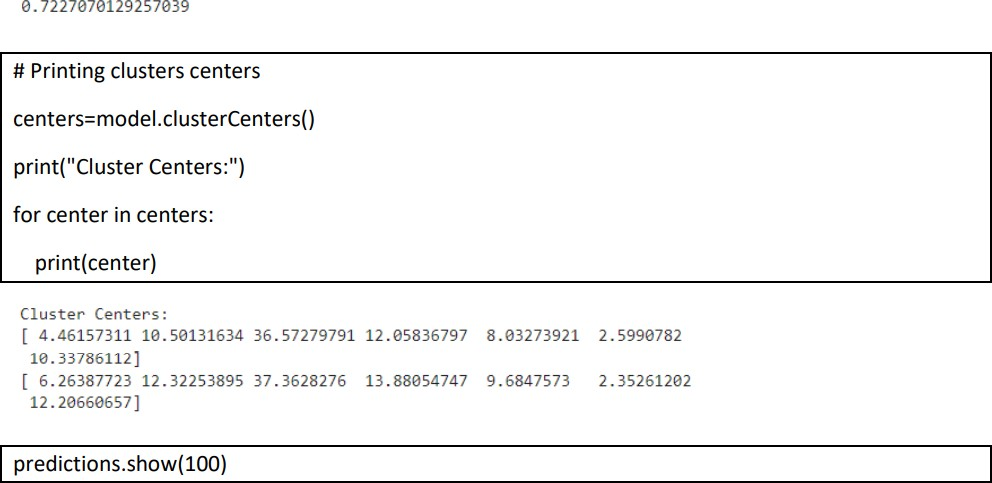 0.7227070129257039
# Printing clusters centers
centers=model.clusterCenters()
print("Cluster Centers:")
for center in centers:
    print(center)
Cluster Centers:
[ 4.46157311 10.50131634 36.57279791 12.05836797  8.03273921  2.5990782
 10.33786112]
[ 6.26387723 12.32253895 37.3628276  13.88054747  9.6847573   2.35261202
 12.20660657]
predictions.show(100)